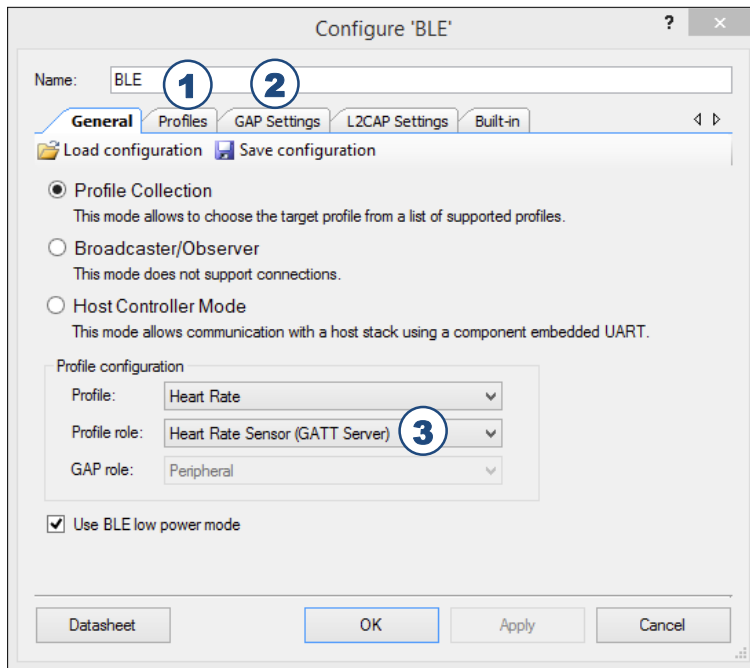 Configure 'BLE'
?
×
Name: BLE
1
2
General Profiles GAP Settings L2CAP Settings Built-in
Load configuration Save configuration
Profile Collection
This mode allows to choose the target profile from a list of supported profiles.
Broadcaster/Observer
This mode does not support connections.
Host Controller Mode
This mode allows communication with a host stack using a component embedded UART.
Profile configuration
Profile: Heart Rate
Profile role: Heart Rate Sensor (GATT Server) 3
GAP role: Peripheral
Use BLE low power mode
Datasheet OK Apply Cancel